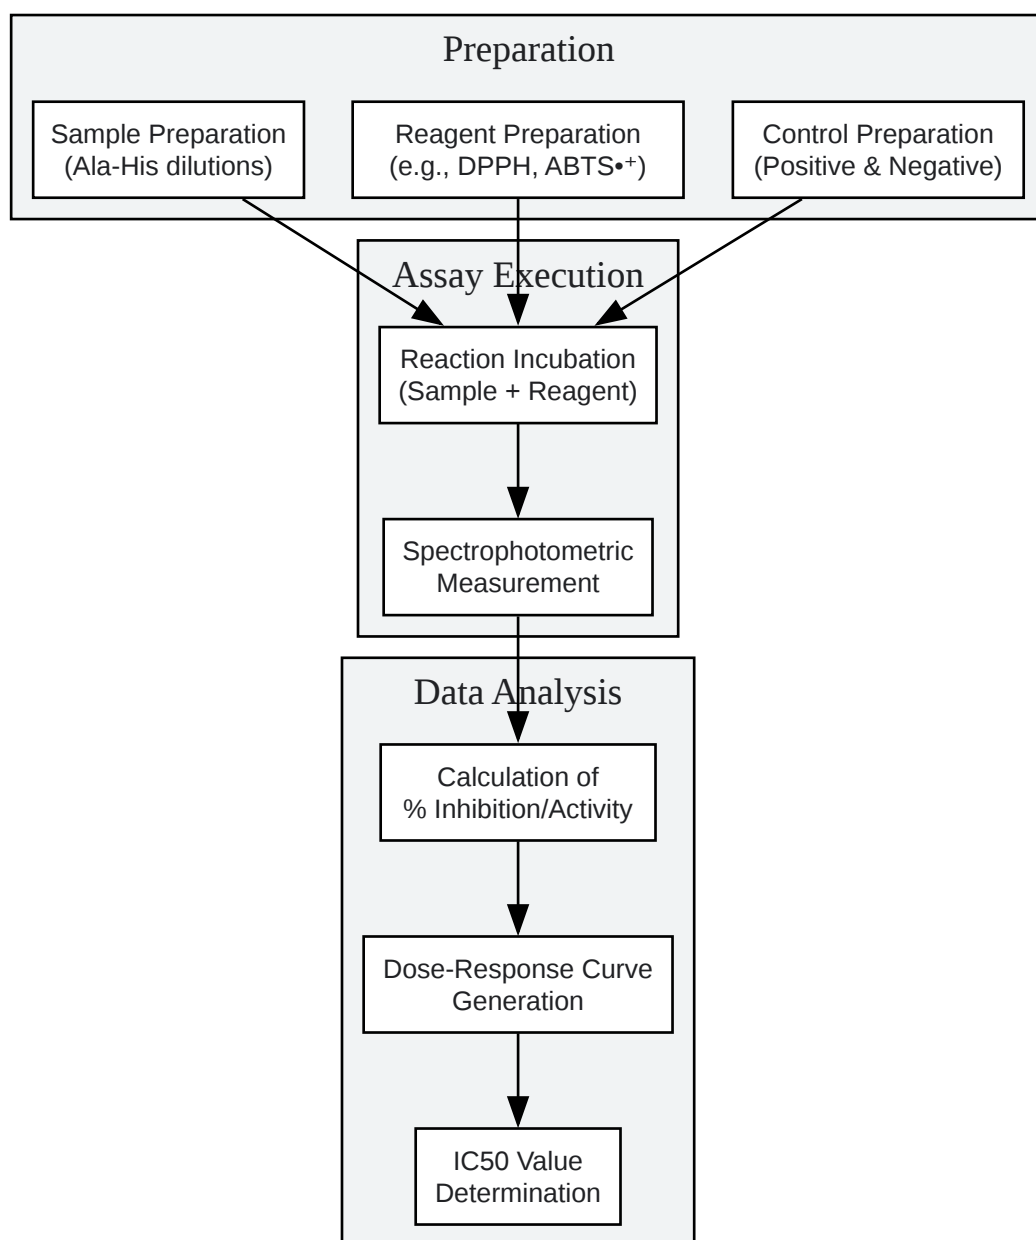 Preparation
Sample Preparation
(Ala-His dilutions)
Reagent Preparation
(e.g., DPPH, ABTS•⁺)
Control Preparation
(Positive & Negative)
Assay Execution
Reaction Incubation
(Sample + Reagent)
Spectrophotometric
Measurement
Data Analysis
Calculation of
% Inhibition/Activity
Dose-Response Curve
Generation
IC50 Value
Determination